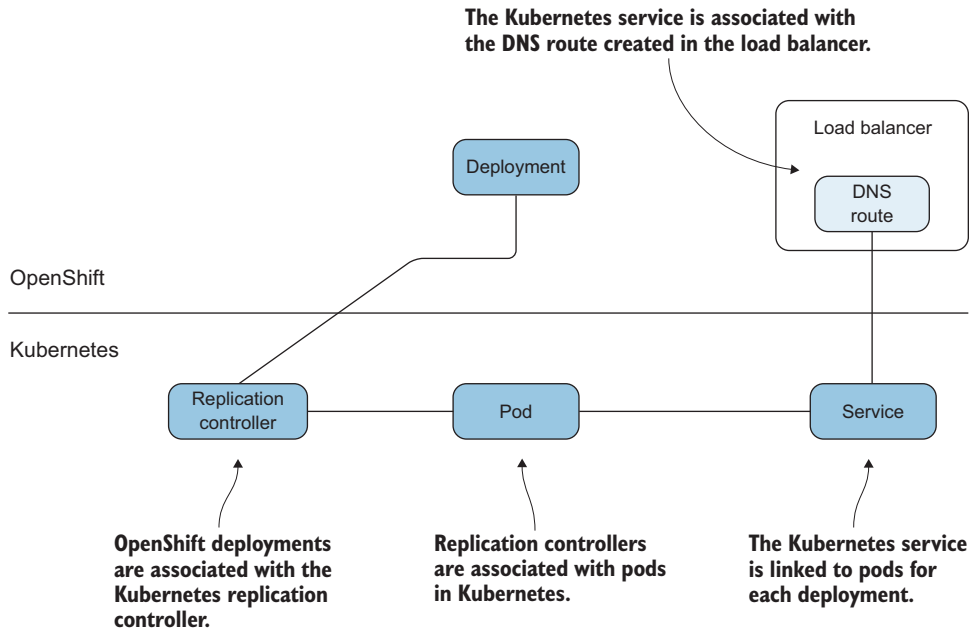 The Kubernetes service is associated with
the DNS route created in the load balancer.
Load balancer
Deployment
DNS
route
OpenShift
Kubernetes
Replication
controller
Pod
Service
OpenShift deployments
are associated with the
Kubernetes replication
controller.
Replication controllers
are associated with pods
in Kubernetes.
The Kubernetes service
is linked to pods for
each deployment.